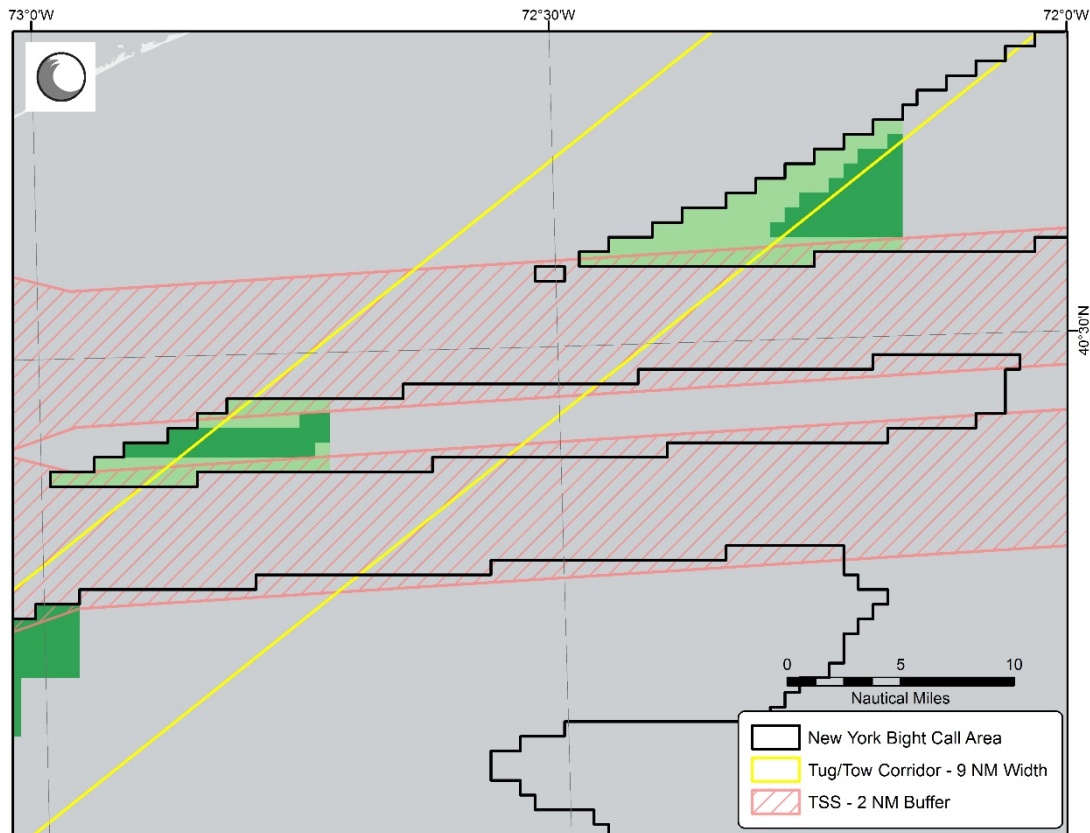 73°0'W 72°30'W 72°0'W
40°30'N
0 5 10
Nautical Miles
New York Bight Call Area
Tug/Tow Corridor - 9 NM Width
TSS - 2 NM Buffer